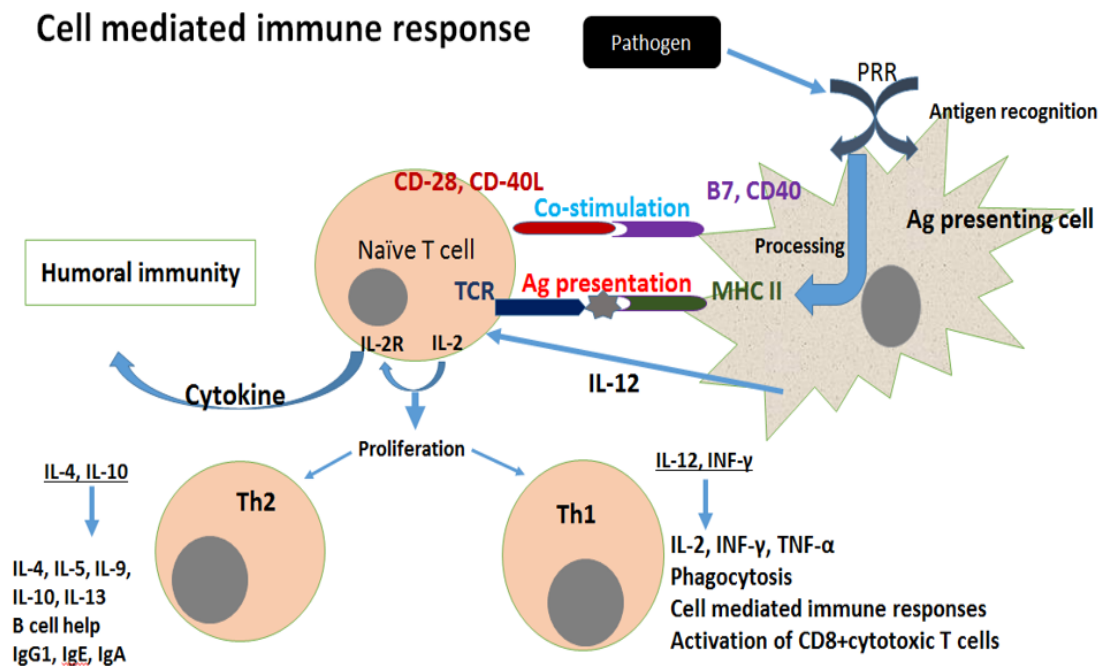 Cell mediated immune response
Pathogen
PRR
Antigen recognition
CD-28, CD-40L
B7, CD40
Co-stimulation
Ag presenting cell
Processing
Naïve T cell
Humoral immunity
Ag presentation
TCR
MHC II
IL-2R
IL-2
IL-12
Cytokine
Proliferation
IL-4, IL-10
IL-12, INF-γ
Th2
Th1
IL-4, IL-5, IL-9,
IL-10, IL-13
B cell help
IgG1, IgE, IgA
IL-2, INF-γ, TNF-α
Phagocytosis
Cell mediated immune responses
Activation of CD8+cytotoxic T cells